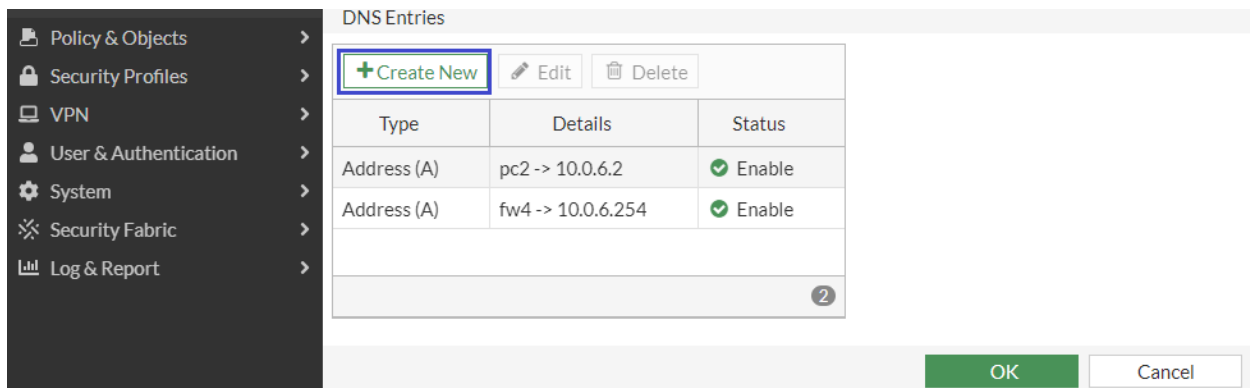 DNS Entries
Policy & Objects
Security Profiles
VPN
User & Authentication
System
Security Fabric
Log & Report
+Create New Edit Delete
Type Details Status
Address (A) pc2 -> 10.0.6.2 Enable
Address (A) fw4 -> 10.0.6.254 Enable
2
OK Cancel